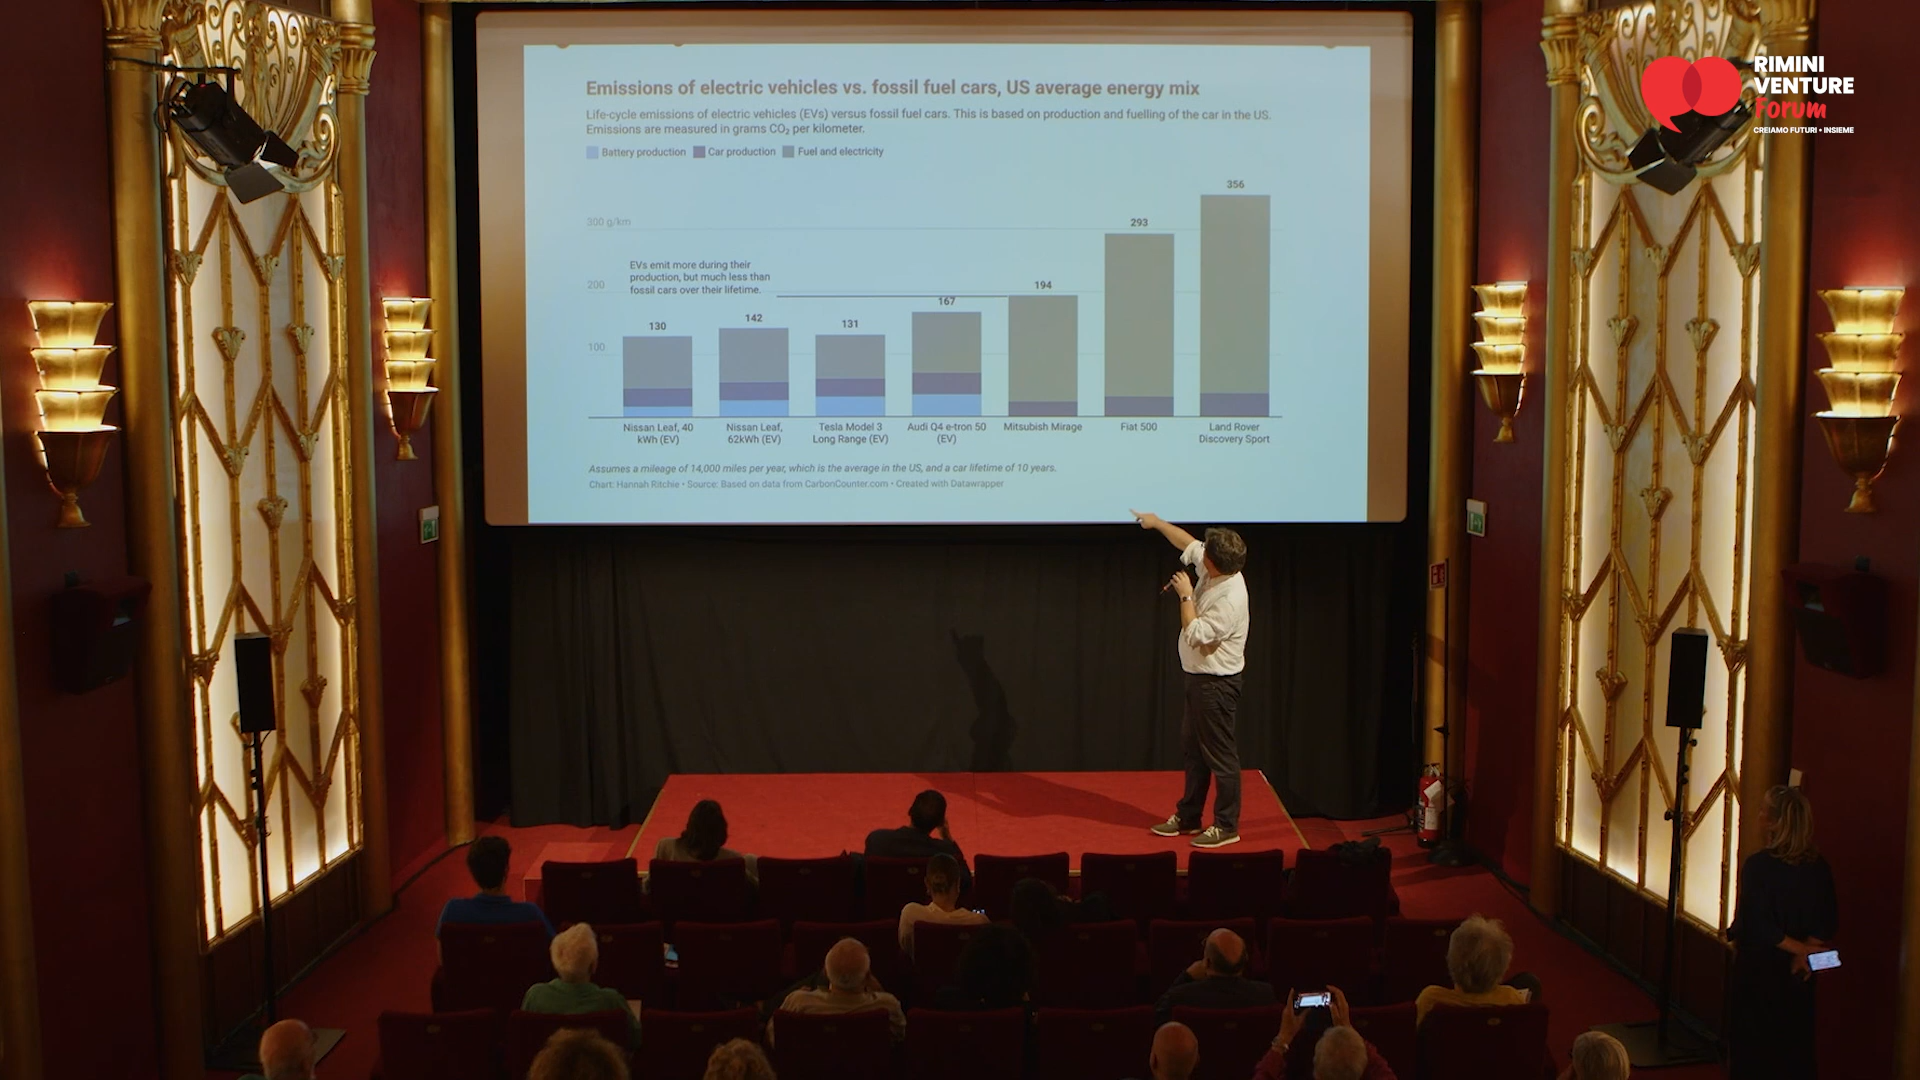 RIMINI
VENTURE
Forum
CREIAMO FUTURI • INSIEME
Emissions of electric vehicles vs. fossil fuel cars, US average energy mix
Life-cycle emissions of electric vehicles (EVs) versus fossil fuel cars. This is based on production and fuelling of the car in the US.
Emissions are measured in grams CO₂ per kilometer.
Battery production Car production Fuel and electricity
356
300 g/km
293
EVs emit more during their
production, but much less than
fossil cars over their lifetime.
200
194
167
130
142
131
100
Nissan Leaf, 40
kWh (EV)
Nissan Leaf,
62kWh (EV)
Tesla Model 3
Long Range (EV)
Audi Q4 e-tron 50
(EV)
Mitsubish Mirage
Fiat 500
Land Rover
Discovery Sport
Assumes a mileage of 14,000 miles per year, which is the average in the US, and a car lifetime of 10 years.
Chart: Hannah Ritchie • Source: Based on data from CarbonCounter.com • Created with Datawrapper